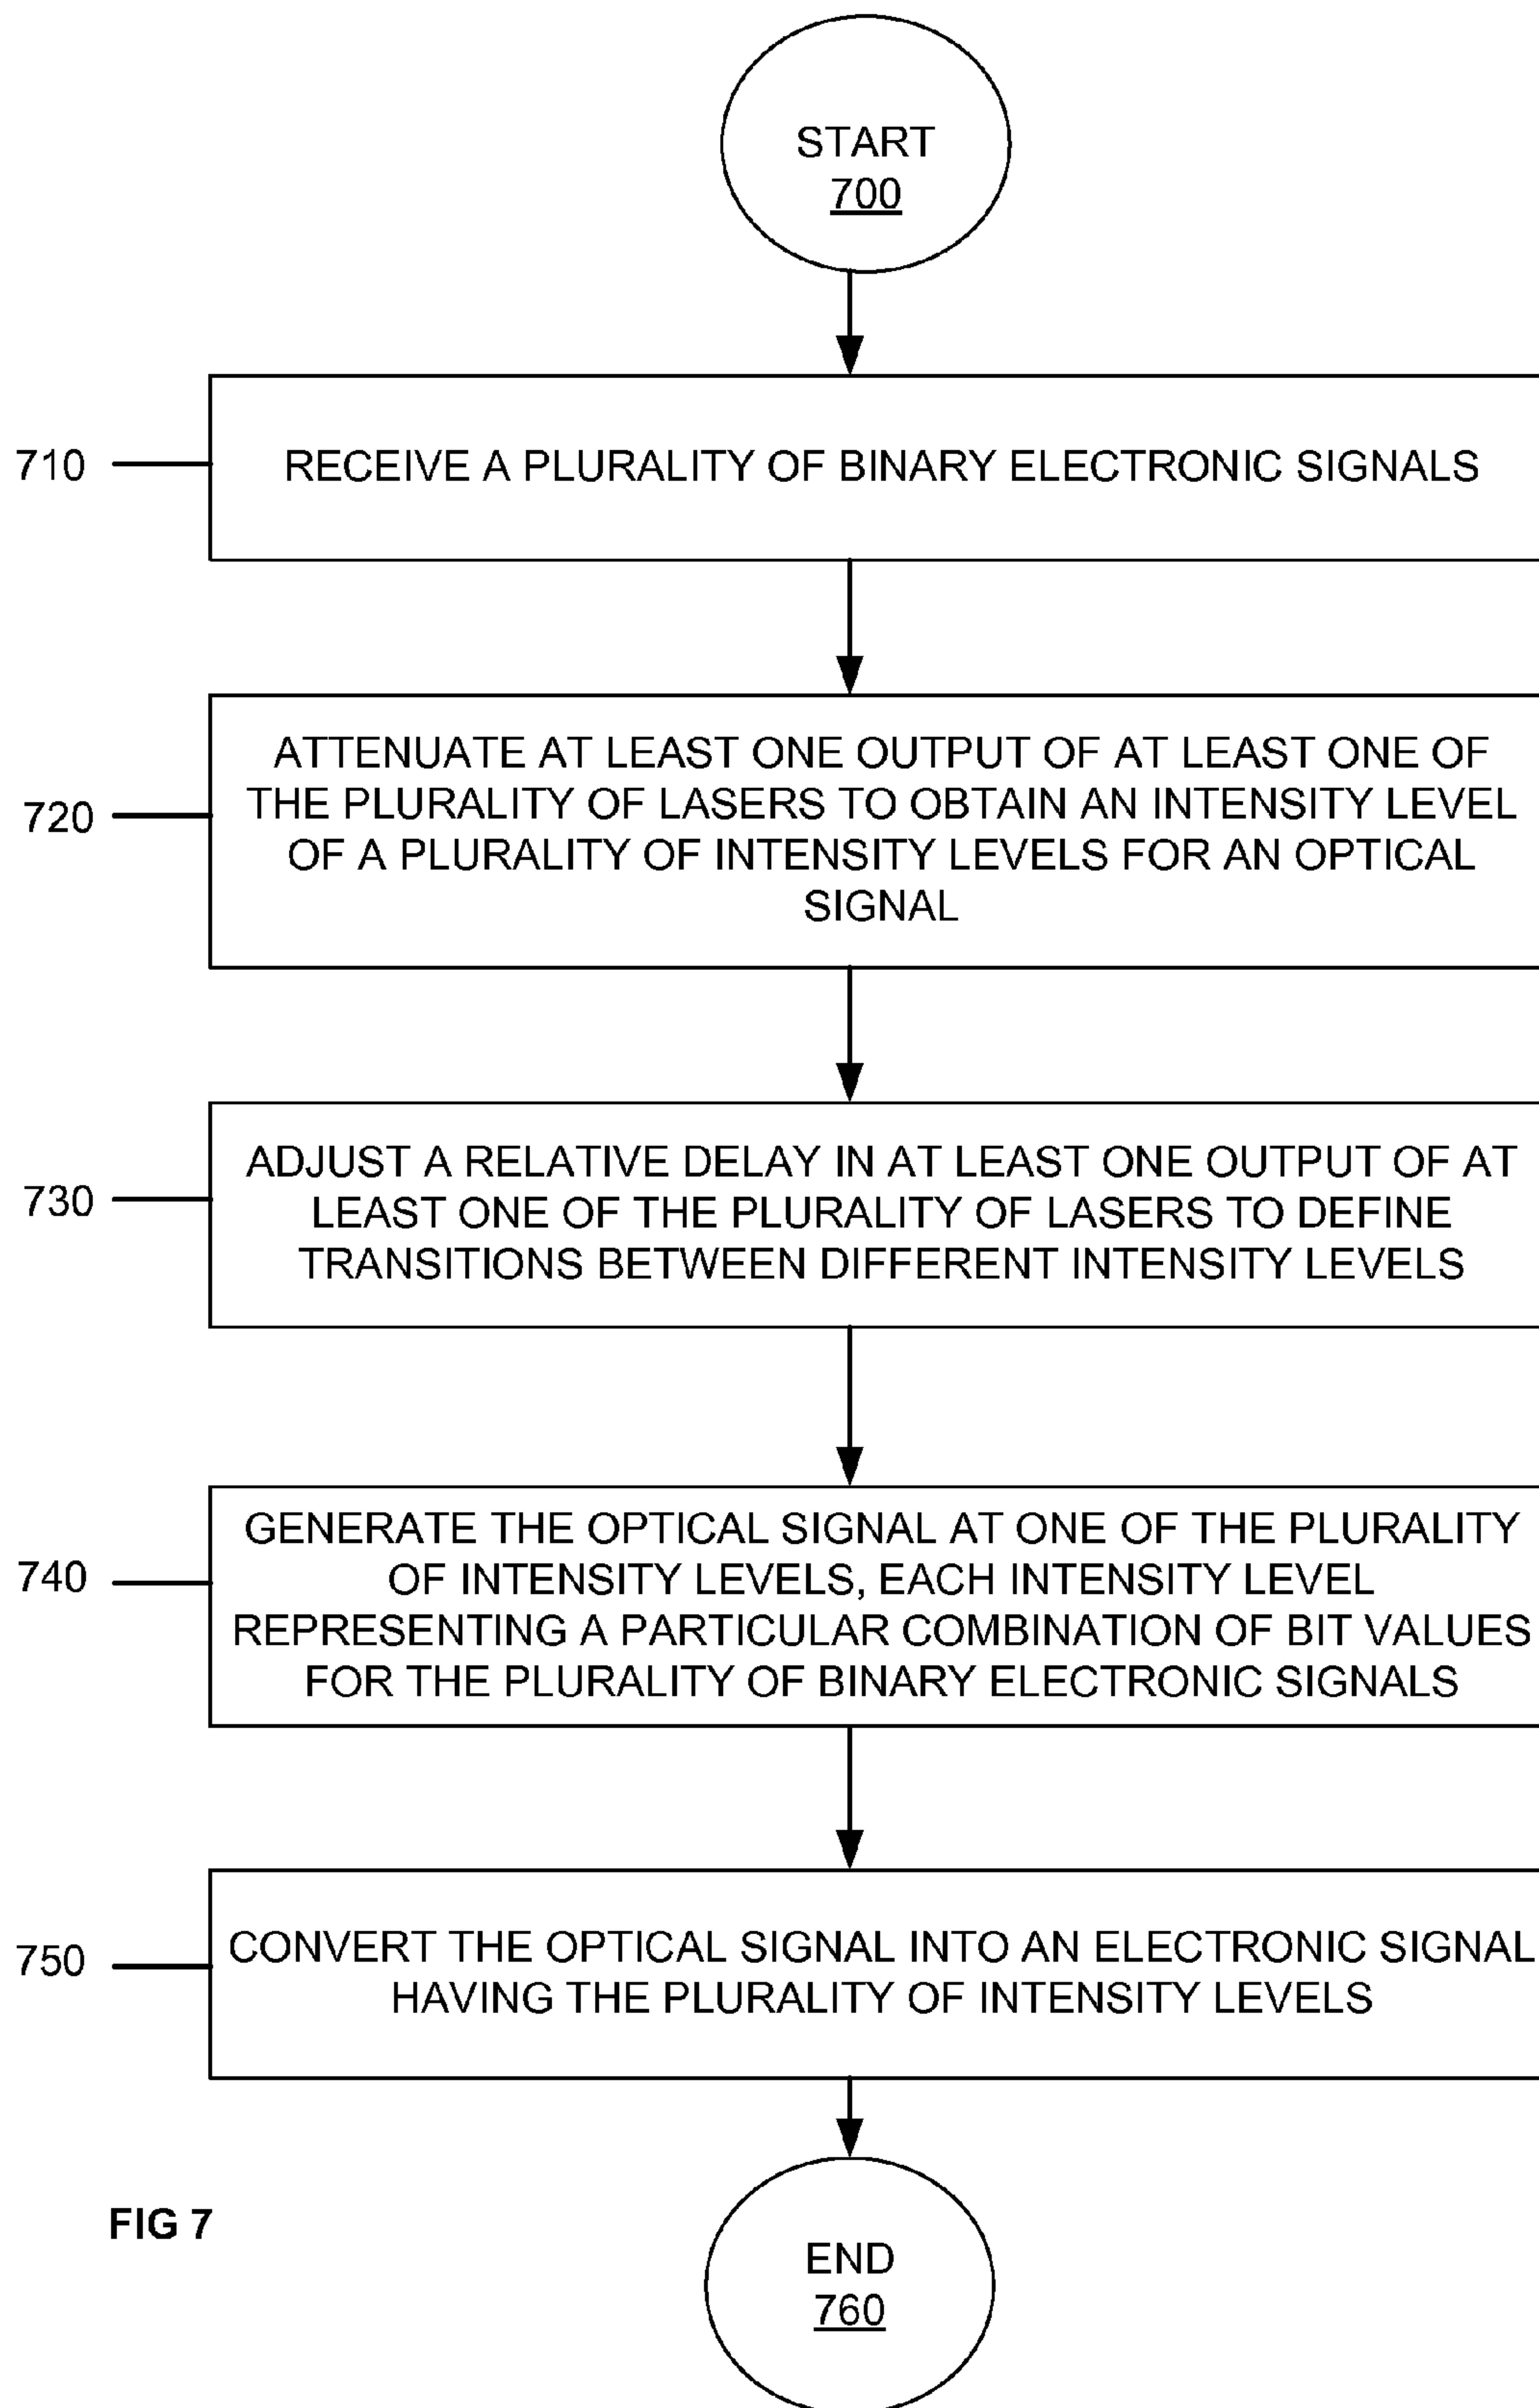 START
700
710
RECEIVE A PLURALITY OF BINARY ELECTRONIC SIGNALS
720
ATTENUATE AT LEAST ONE OUTPUT OF AT LEAST ONE OF
THE PLURALITY OF LASERS TO OBTAIN AN INTENSITY LEVEL
OF A PLURALITY OF INTENSITY LEVELS FOR AN OPTICAL
SIGNAL
730
ADJUST A RELATIVE DELAY IN AT LEAST ONE OUTPUT OF AT
LEAST ONE OF THE PLURALITY OF LASERS TO DEFINE
TRANSITIONS BETWEEN DIFFERENT INTENSITY LEVELS
740
GENERATE THE OPTICAL SIGNAL AT ONE OF THE PLURALITY
OF INTENSITY LEVELS, EACH INTENSITY LEVEL
REPRESENTING A PARTICULAR COMBINATION OF BIT VALUES
FOR THE PLURALITY OF BINARY ELECTRONIC SIGNALS
750
CONVERT THE OPTICAL SIGNAL INTO AN ELECTRONIC SIGNAL
HAVING THE PLURALITY OF INTENSITY LEVELS
FIG 7
END
760